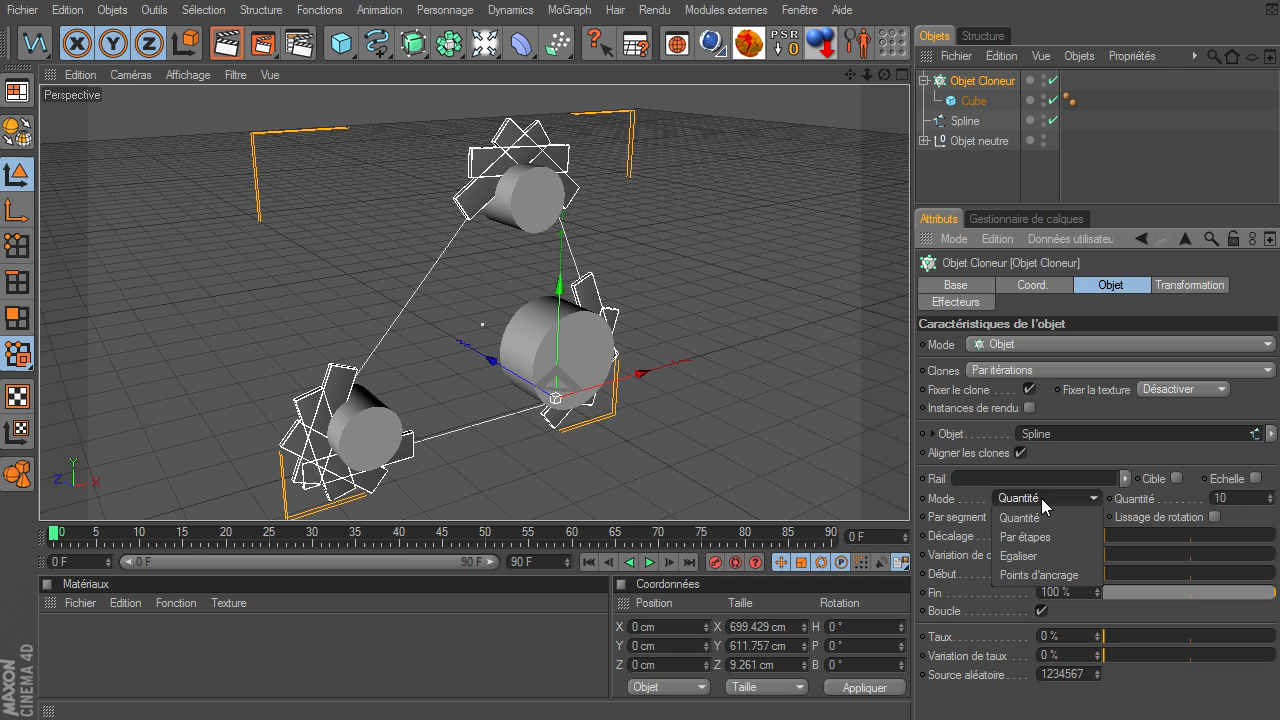 Fichier Edition Objets Outils Sélection Structure Fonctions Animation Personnage Dynamics MoGraph Hair Rendu Modules externes Fenêtre Aide
X Y Z PSR 0
Objets Structure
Fichier Edition Vue Objets Propriétés
Edition Caméras Affichage Filtre Vue
Perspective
Objet Cloneur
Cube
Spline
Objet neutre
Attributs Gestionnaire de calques
Mode Edition Données utilisateu
Objet Cloneur [Objet Cloneur]
Base Coord. Objet Transformation
Effecteurs
Caractéristiques de l'objet
Mode Objet
Clones Par itérations
Fixer le clone . . . . Fixer la texture Désactiver
Instances de rendu
Objet. . . . . . . . Spline
Aligner les clones
Rail Cible Echelle
Mode . . . . . Quantité Quantité. . . . . . . . 10
Par segment Quantité Lissage de rotation
Décalage . . Par étapes
Variation de d Egaliser
Début. . . . . Points d'ancrage
Fin . . . . . . . . . . . . . 100 %
Boucle . . . . . . . . . .
Taux. . . . . . . . . . . . 0 %
Variation de taux . . . 0 %
Source aléatoire . . . . 1234567
Y
Z X
0 5 10 15 20 25 30 35 40 45 50 55 60 65 70 75 80 85 90 0 F
0 F 0 F 90 F 90 F
Matériaux
Fichier Edition Fonction Texture
Coordonnées
Position Taille Rotation
X 0 cm X 699.429 cm H 0 °
Y 0 cm Y 611.757 cm P 0 °
Z 0 cm Z 9.261 cm B 0 °
Objet Taille Appliquer
MAXON
CINEMA 4D